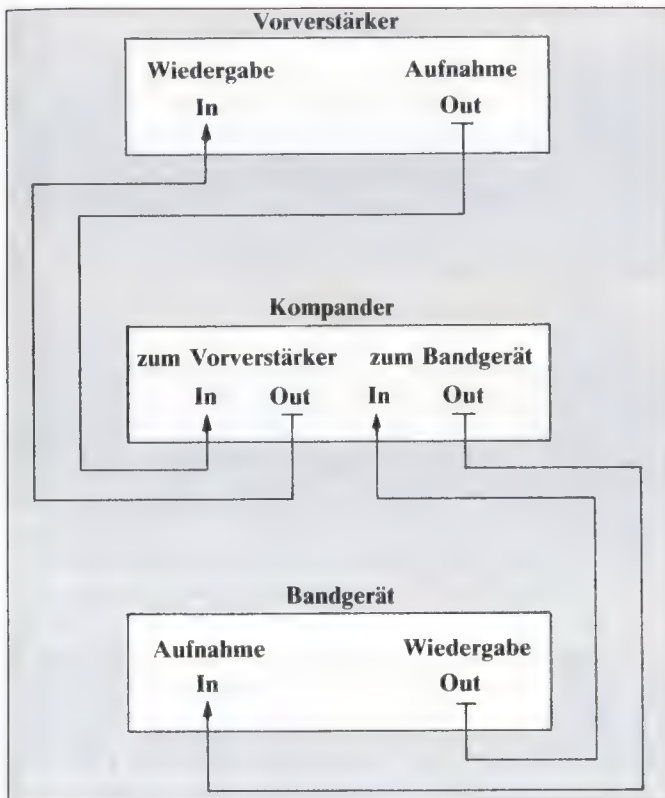 Vorverstärker
Wiedergabe Aufnahme
In Out
Kompander
zum Vorverstärker zum Bandgerät
In Out In Out
Bandgerät
Aufnahme Wiedergabe
In Out